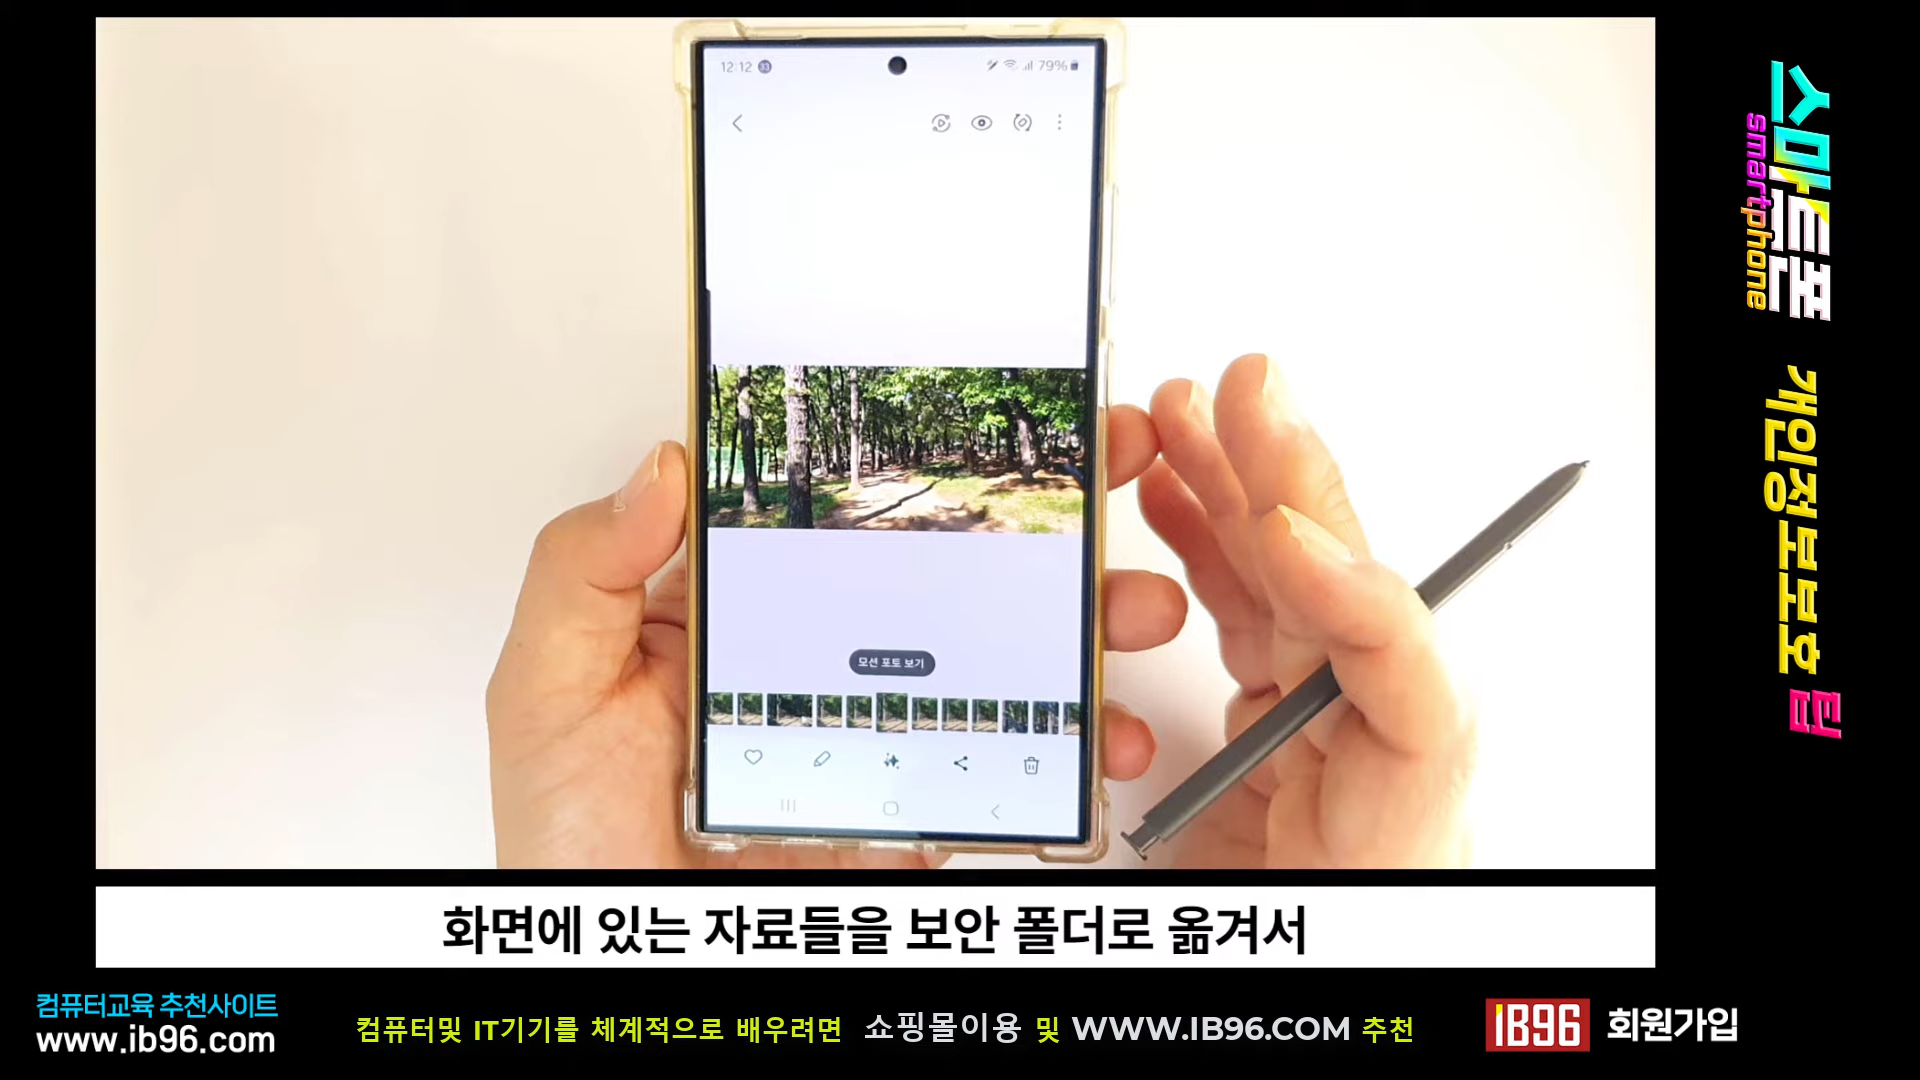 12:12 33
79%
모션 포토 보기
스마트폰
smartphone
개인정보보호 팁
화면에 있는 자료들을 보안 폴더로 옮겨서
컴퓨터교육 추천사이트
www.ib96.com
컴퓨터및 IT기기를 체계적으로 배우려면 쇼핑몰이용 및 WWW.IB96.COM 추천
IB96 회원가입